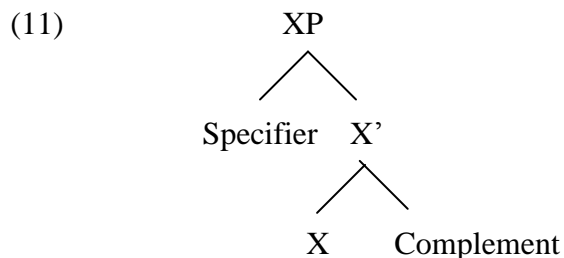 (11) XP
Specifier X’
X Complement